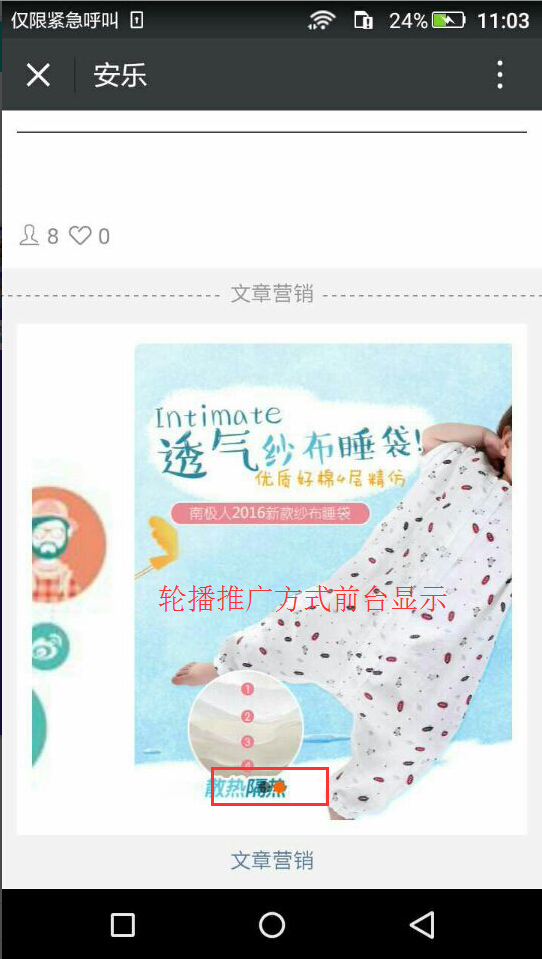 仅限紧急呼叫 24% 11:03
安乐
8 0
文章营销
Intimate
透气纱布睡袋!
优质好棉4层精仿
南极人2016新款纱布睡袋
轮播推广方式前台显示
1
2
3
4
散热隔热
文章营销